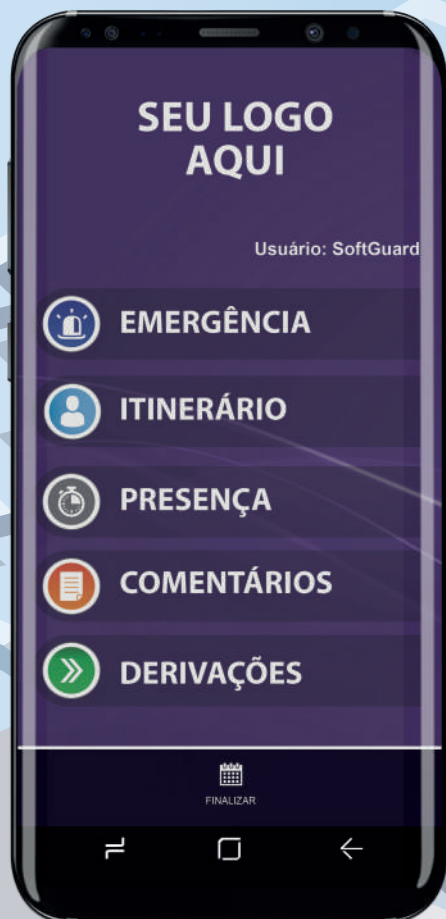 SEU LOGO
AQUI
Usuário: SoftGuard
EMERGÊNCIA
ITINERÁRIO
PRESENÇA
COMENTÁRIOS
DERIVAÇÕES
FINALIZAR